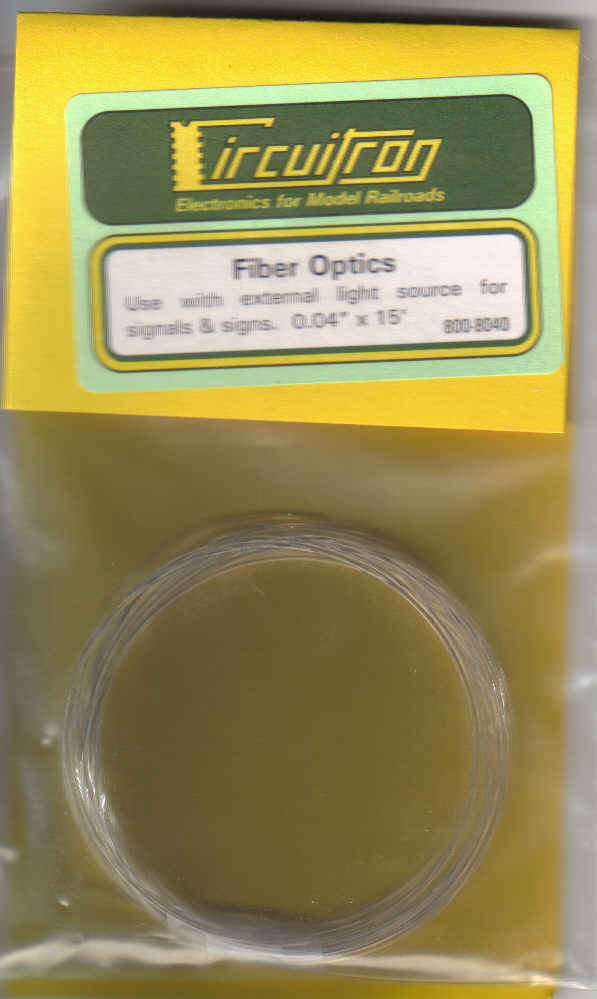 Circuitron
Electronics for Model Railroads
Fiber Optics
Use with external light source for
signals & signs. 0.04" x 15'
800-8040